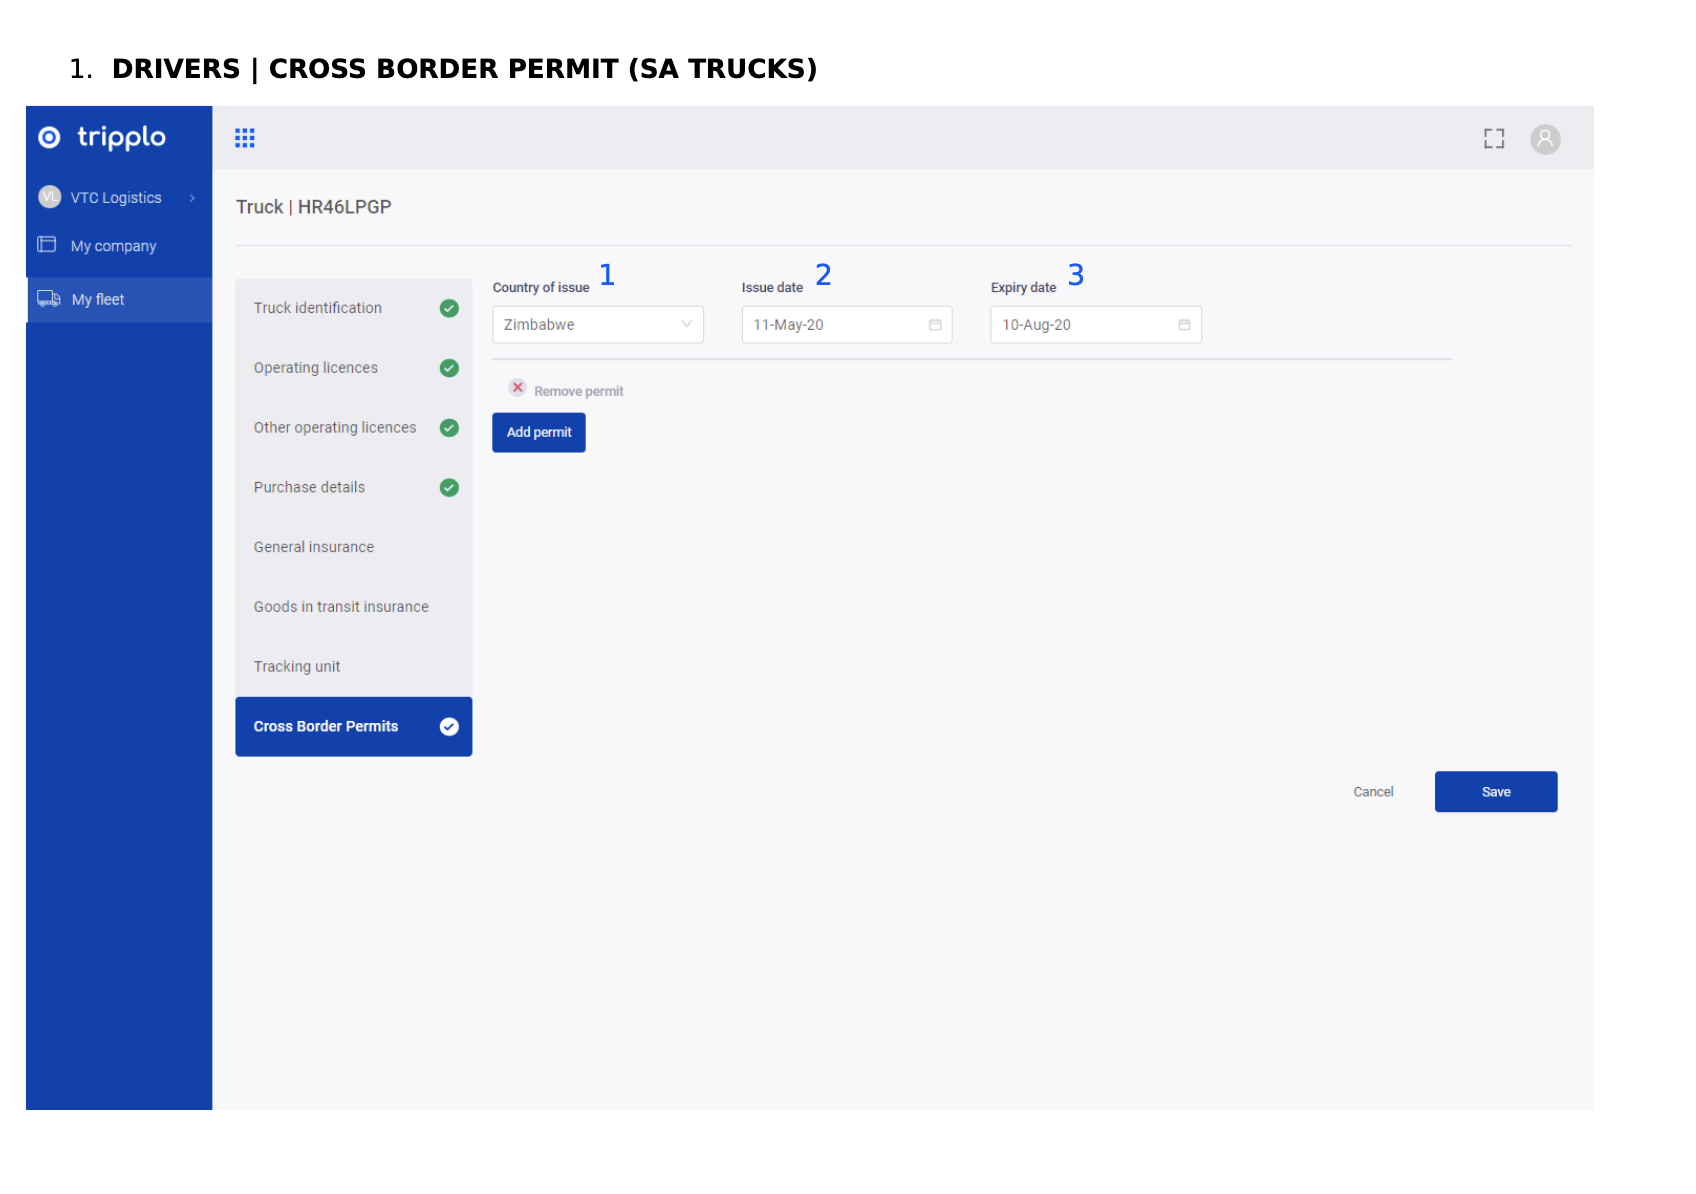 1. DRIVERS | CROSS BORDER PERMIT (SA TRUCKS)
tripplo
VL VTC Logistics
My company
My fleet
Truck | HR46LPGP
Truck identification
Operating licences
Other operating licences
Purchase details
General insurance
Goods in transit insurance
Tracking unit
Cross Border Permits
Country of issue 1 Issue date 2 Expiry date 3
Zimbabwe 11-May-20 10-Aug-20
Remove permit
Add permit
Cancel Save